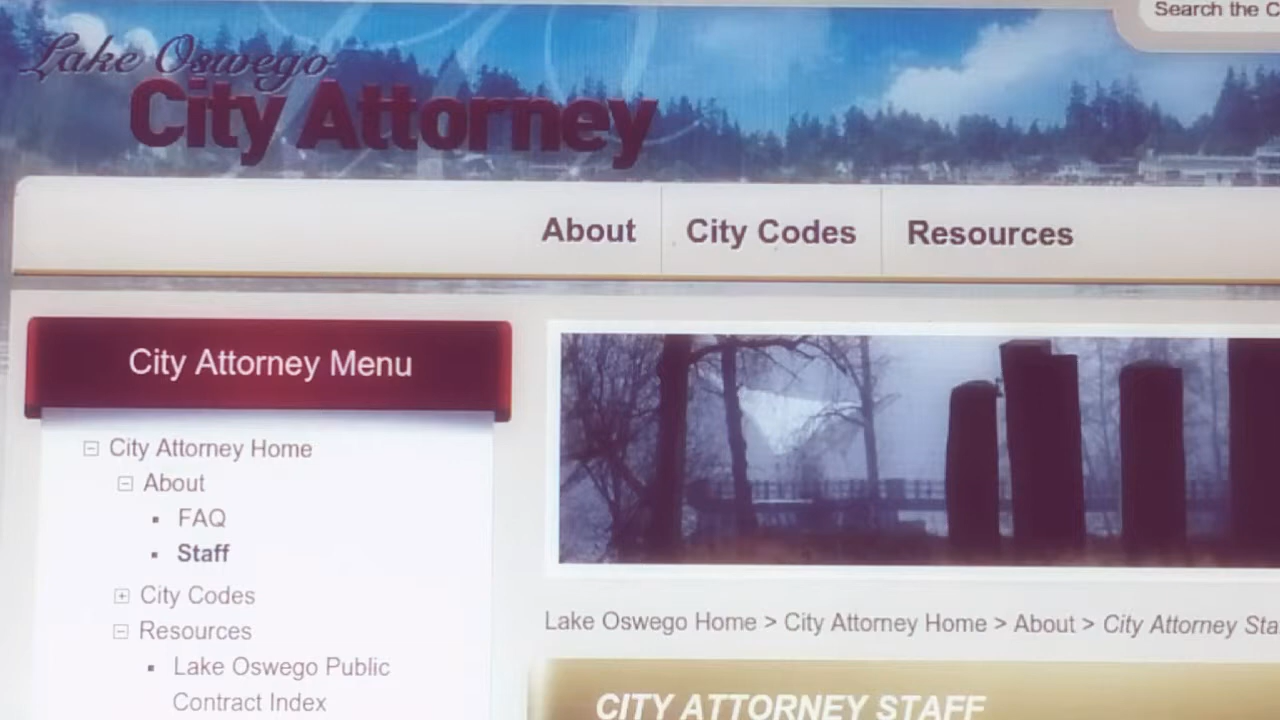 Search the C
Lake Oswego
City Attorney
About
City Codes
Resources
City Attorney Menu
City Attorney Home
About
FAQ
Staff
City Codes
Resources
Lake Oswego Public
Contract Index
Lake Oswego Home > City Attorney Home > About > City Attorney Sta
CITY ATTORNEY STAFF